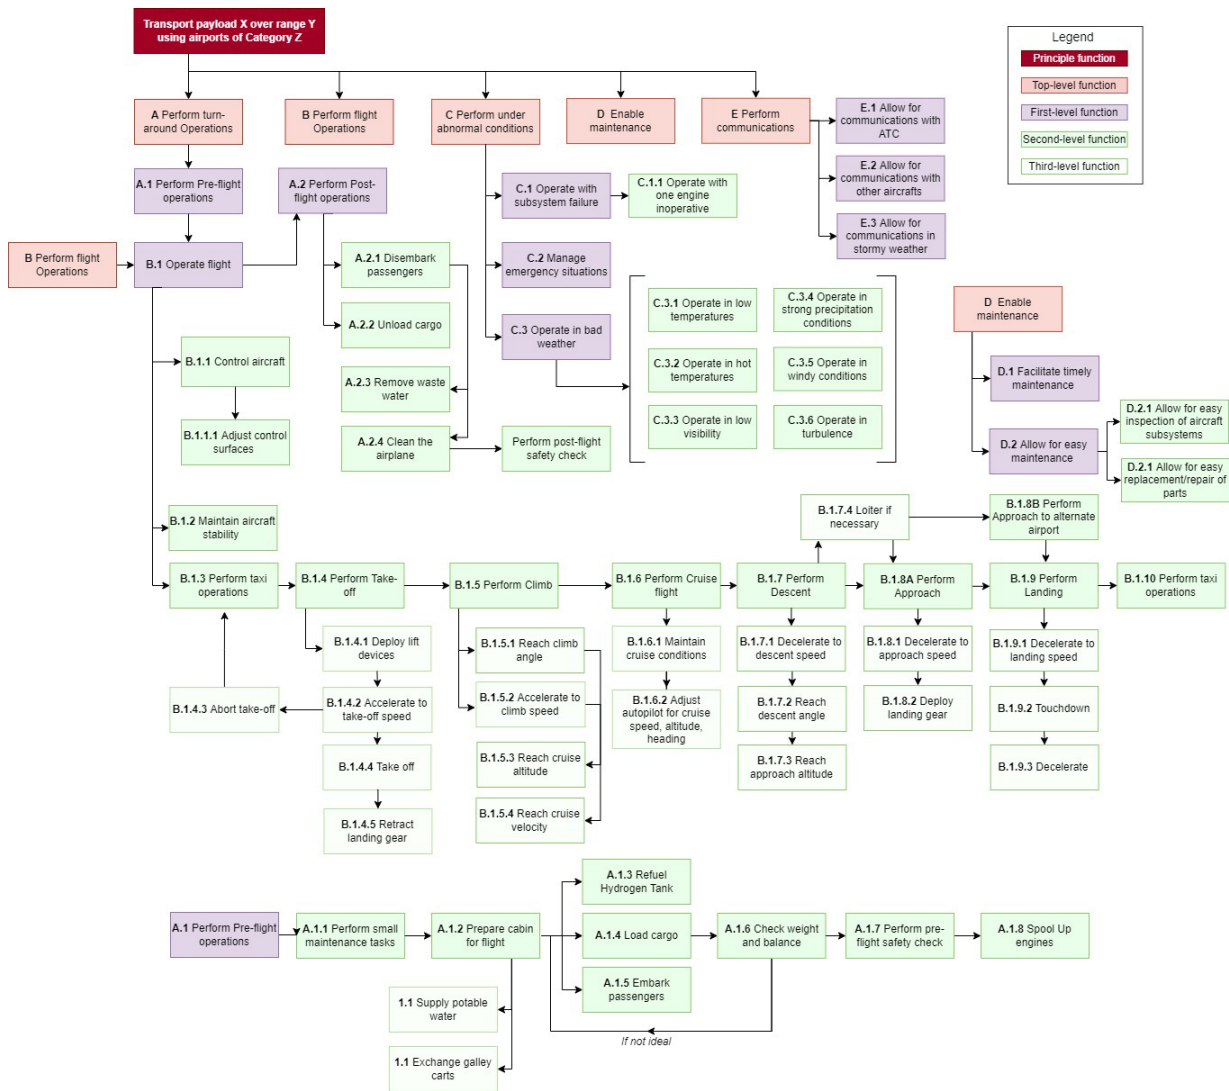 Transport payload X over range Y
using airports of Category Z
Legend
Principle function
Top-level function
First-level function
Second-level function
Third-level function
A Perform turn-
around Operations
B Perform flight
Operations
C Perform under
abnormal conditions
D Enable
maintenance
E Perform
communications
E.1 Allow for
communications with
ATC
E.2 Allow for
communications with
other aircrafts
E.3 Allow for
communications in
stormy weather
A.1 Perform Pre-flight
operations
A.2 Perform Post-
flight operations
C.1 Operate with
subsystem failure
C.1.1 Operate with
one engine
inoperative
B Perform flight
Operations
B.1 Operate flight
A.2.1 Disembark
passengers
C.2 Manage
emergency situations
A.2.2 Unload cargo
C.3 Operate in bad
weather
C.3.1 Operate in low
temperatures
C.3.4 Operate in
strong precipitation
conditions
C.3.2 Operate in hot
temperatures
C.3.5 Operate in
windy conditions
C.3.3 Operate in low
visibility
C.3.6 Operate in
turbulence
D Enable
maintenance
D.1 Facilitate timely
maintenance
D.2 Allow for easy
maintenance
D.2.1 Allow for easy
inspection of aircraft
subsystems
D.2.1 Allow for easy
replacement/repair of
parts
B.1.1 Control aircraft
A.2.3 Remove waste
water
B.1.1.1 Adjust control
surfaces
A.2.4 Clean the
airplane
Perform post-flight
safety check
B.1.2 Maintain aircraft
stability
B.1.7.4 Loiter if
necessary
B.1.8B Perform
Approach to alternate
airport
B.1.3 Perform taxi
operations
B.1.4 Perform Take-
off
B.1.5 Perform Climb
B.1.6 Perform Cruise
flight
B.1.7 Perform
Descent
B.1.8A Perform
Approach
B.1.9 Perform
Landing
B.1.10 Perform taxi
operations
B.1.4.1 Deploy lift
devices
B.1.5.1 Reach climb
angle
B.1.6.1 Maintain
cruise conditions
B.1.7.1 Decelerate to
descent speed
B.1.8.1 Decelerate to
approach speed
B.1.9.1 Decelerate to
landing speed
B.1.4.3 Abort take-off
B.1.4.2 Accelerate
to take-off speed
B.1.5.2 Accelerate to
climb speed
B.1.6.2 Adjust
autopilot for cruise
speed, altitude,
heading
B.1.7.2 Reach
descent angle
B.1.8.2 Deploy
landing gear
B.1.9.2 Touchdown
B.1.4.4 Take off
B.1.5.3 Reach cruise
altitude
B.1.7.3 Reach
approach altitude
B.1.9.3 Decelerate
B.1.4.5 Retract
landing gear
B.1.5.4 Reach cruise
velocity
A.1.3 Refuel
Hydrogen Tank
A.1 Perform Pre-flight
operations
A.1.1 Perform small
maintenance tasks
A.1.2 Prepare cabin
for flight
A.1.4 Load cargo
A.1.6 Check weight
and balance
A.1.7 Perform pre-
flight safety check
A.1.8 Spool Up
engines
A.1.5 Embark
passengers
1.1 Supply potable
water
If not ideal
1.1 Exchange galley
carts